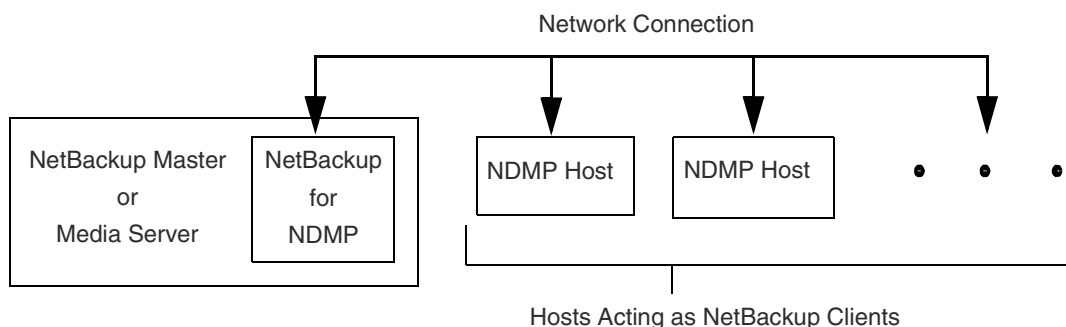 Network Connection
NetBackup Master
or
Media Server
NetBackup
for
NDMP
NDMP Host
NDMP Host
Hosts Acting as NetBackup Clients